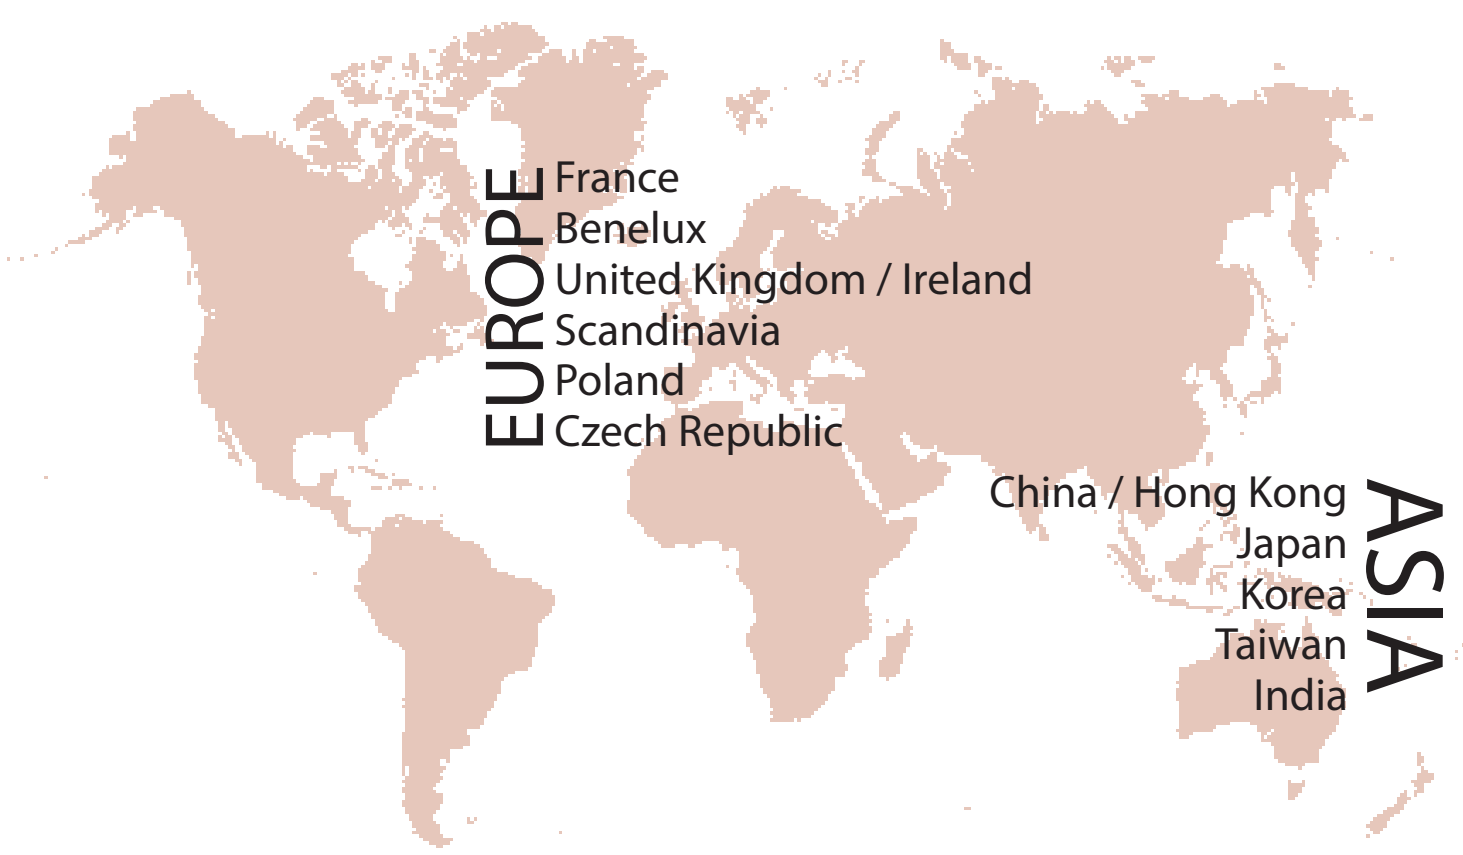 EUROPE
France
Benelux
United Kingdom / Ireland
Scandinavia
Poland
Czech Republic
ASIA
China / Hong Kong
Japan
Korea
Taiwan
India